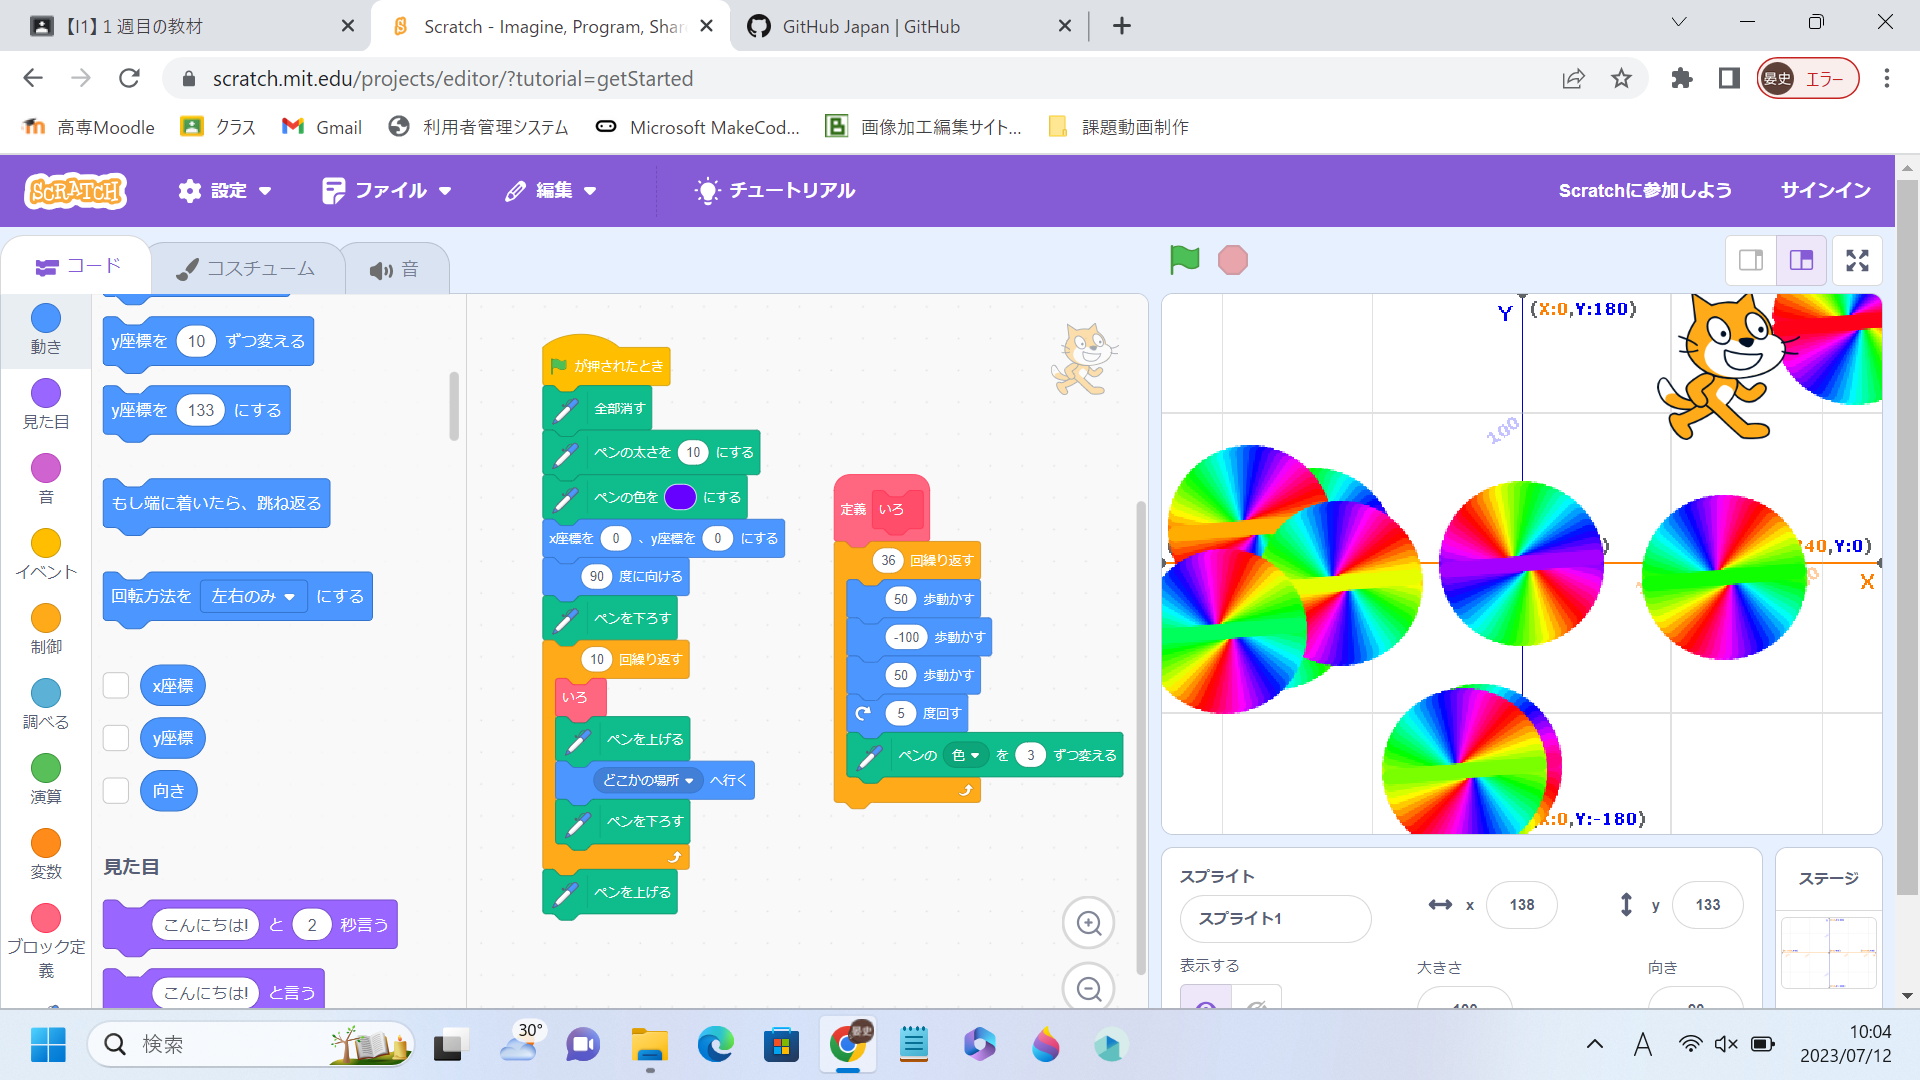 【I1】１週目の教材
Scratch - Imagine, Program, Shar
GitHub Japan | GitHub
scratch.mit.edu/projects/editor/?tutorial=getStarted
晏史 エラー
高専Moodle
クラス
Gmail
利用者管理システム
Microsoft MakeCod...
画像加工編集サイト...
課題動画制作
SCRATCH
設定
ファイル
編集
チュートリアル
Scratchに参加しよう
サインイン
コード
コスチューム
音
動き
見た目
音
イベント
制御
調べる
演算
変数
ブロック定
義
y座標を 10 ずつ変える
y座標を 133 にする
もし端に着いたら、跳ね返る
回転方法を 左右のみ にする
x座標
y座標
向き
見た目
こんにちは! と 2 秒言う
こんにちは! と言う
が押されたとき
全部消す
ペンの太さを 10 にする
ペンの色を にする
x座標を 0 、y座標を 0 にする
90 度に向ける
ペンを下ろす
10 回繰り返す
いろ
ペンを上げる
どこかの場所 へ行く
ペンを下ろす
ペンを上げる
定義 いろ
36 回繰り返す
50 歩動かす
-100 歩動かす
50 歩動かす
5 度回す
ペンの 色 を 3 ずつ変える
Y (X:0,Y:180)
100
40,Y:0)
X
X:0,Y:-180)
スプライト
スプライト1
x 138
y 133
表示する
大きさ
向き
ステージ
検索
30°
晏史
A
10:04
2023/07/12